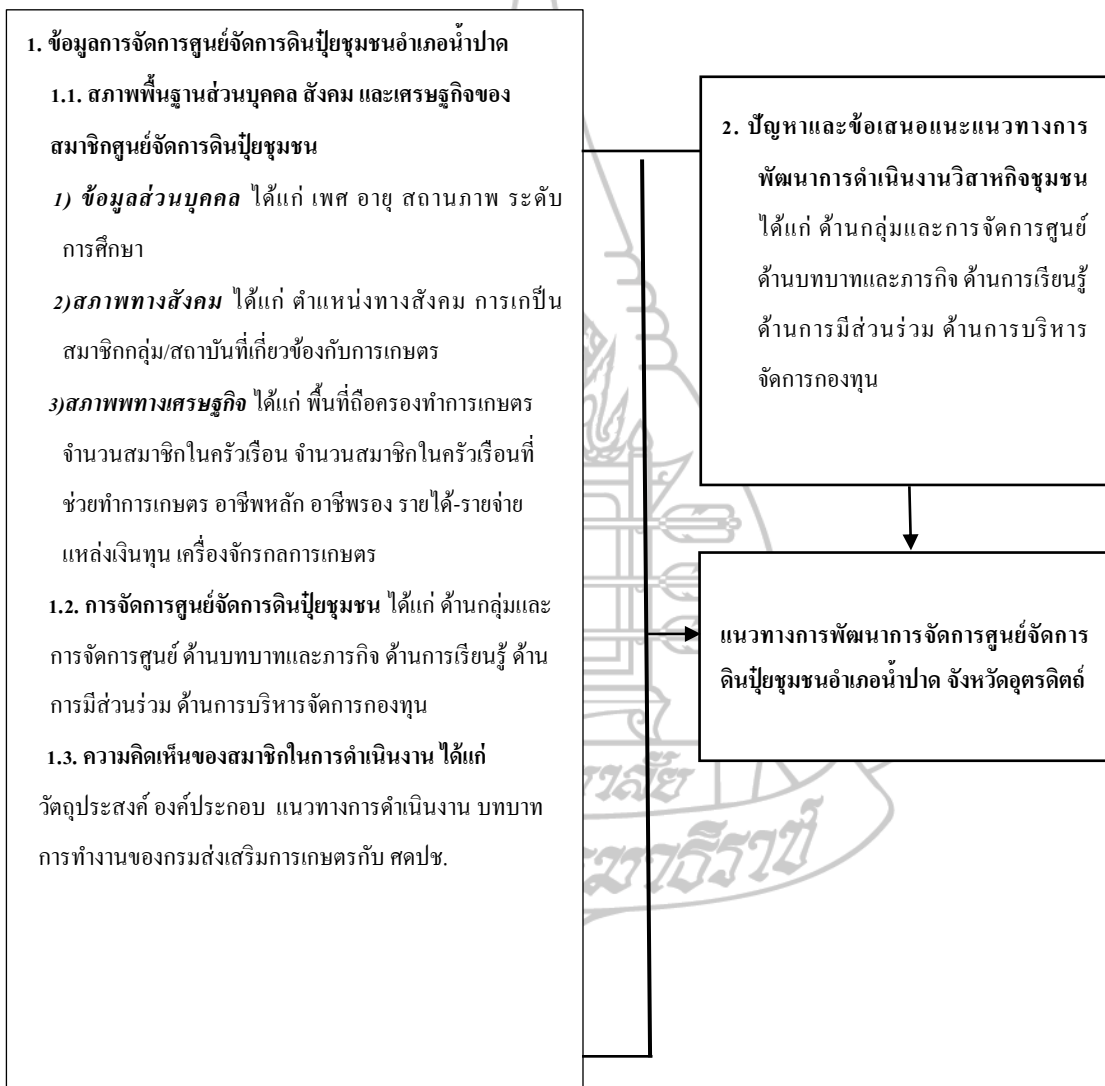 1. ข้อมูลการจัดการศูนย์จัดการดินปุ๋ยชุมชนอำเภอน้ำปาด
1.1. สภาพพื้นฐานส่วนบุคคล สังคม และเศรษฐกิจของ
สมาชิกศูนย์จัดการดินปุ๋ยชุมชน
1) ข้อมูลส่วนบุคคล ได้แก่ เพศ อายุ สถานภาพ ระดับ
การศึกษา
2)สภาพทางสังคม ได้แก่ ตำแหน่งทางสังคม การเกป็น
สมาชิกกลุ่ม/สถาบันที่เกี่ยวข้องกับการเกษตร
3)สภาพพทางเศรษฐกิจ ได้แก่ พื้นที่ถือครองทำการเกษตร
จำนวนสมาชิกในครัวเรือน จำนวนสมาชิกในครัวเรือนที่
ช่วยทำการเกษตร อาชีพหลัก อาชีพรอง รายได้-รายจ่าย
แหล่งเงินทุน เครื่องจักรกลการเกษตร
1.2. การจัดการศูนย์จัดการดินปุ๋ยชุมชน ได้แก่ ด้านกลุ่มและ
การจัดการศูนย์ ด้านบทบาทและภารกิจ ด้านการเรียนรู้ ด้าน
การมีส่วนร่วม ด้านการบริหารจัดการกองทุน
1.3. ความคิดเห็นของสมาชิกในการดำเนินงาน ได้แก่
วัตถุประสงค์ องค์ประกอบ แนวทางการดำเนินงาน บทบาท
การทำงานของกรมส่งเสริมการเกษตรกับ ศดปช.
2. ปัญหาและข้อเสนอแนะแนวทางการ
พัฒนาการดำเนินงานวิสาหกิจชุมชน
ได้แก่ ด้านกลุ่มและการจัดการศูนย์
ด้านบทบาทและภารกิจ ด้านการเรียนรู้
ด้านการมีส่วนร่วม ด้านการบริหาร
จัดการกองทุน
แนวทางการพัฒนาการจัดการศูนย์จัดการ
ดินปุ๋ยชุมชนอำเภอน้ำปาด จังหวัดอุตรดิตถ์